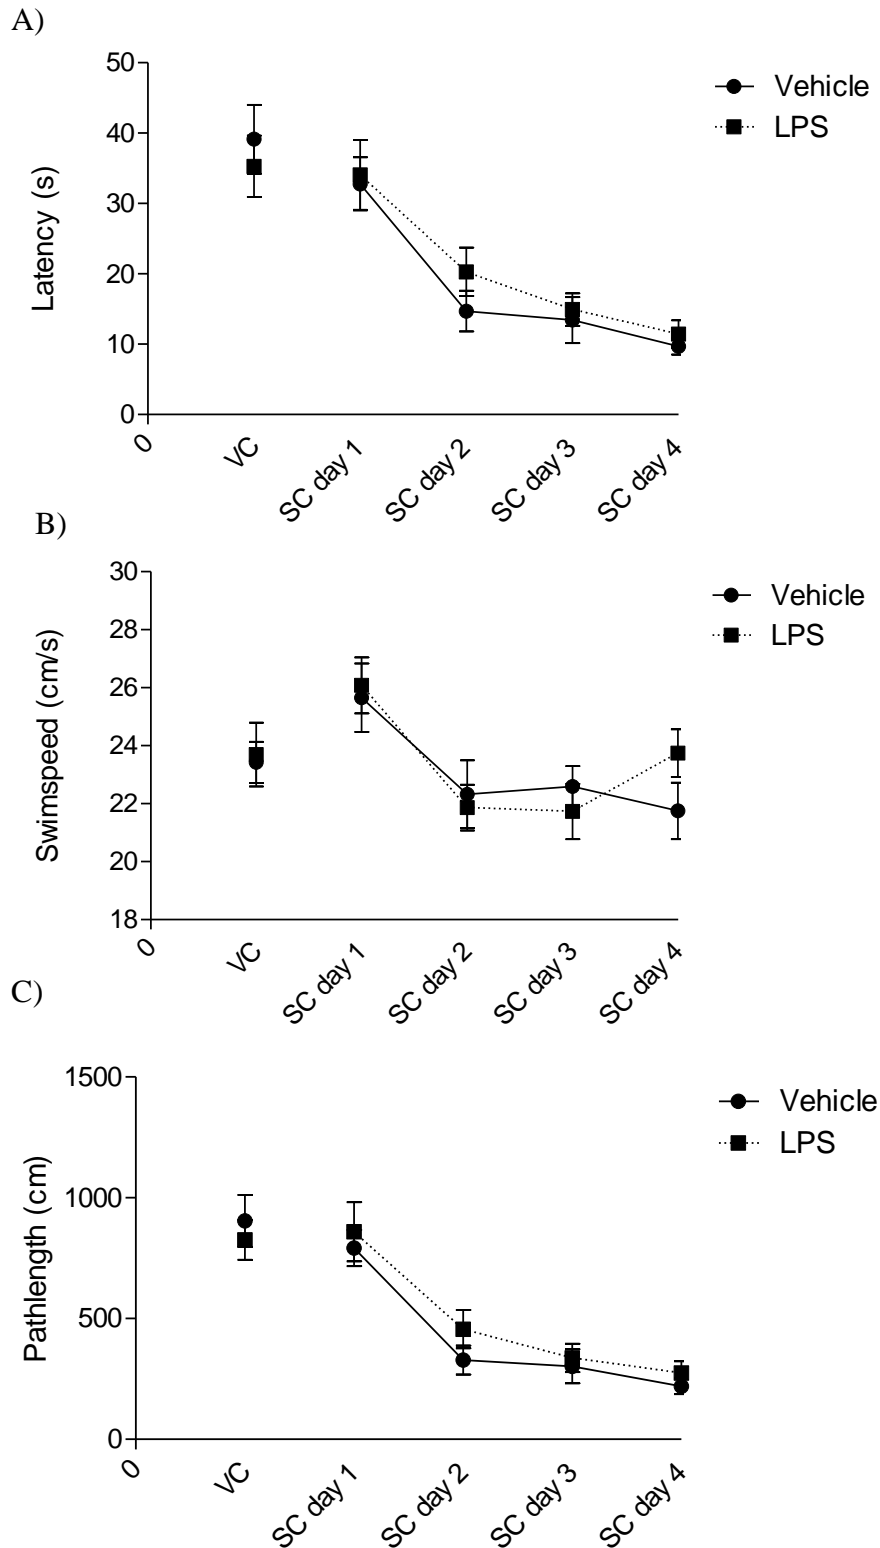 A)
50
40
30
20
10
0
Latency (s)
Vehicle
LPS
0
VC
SC day 1
SC day 2
SC day 3
SC day 4
B)
30
28
26
24
22
20
18
Swimspeed (cm/s)
Vehicle
LPS
0
VC
SC day 1
SC day 2
SC day 3
SC day 4
C)
1500
1000
500
0
Pathlength (cm)
Vehicle
LPS
0
VC
SC day 1
SC day 2
SC day 3
SC day 4